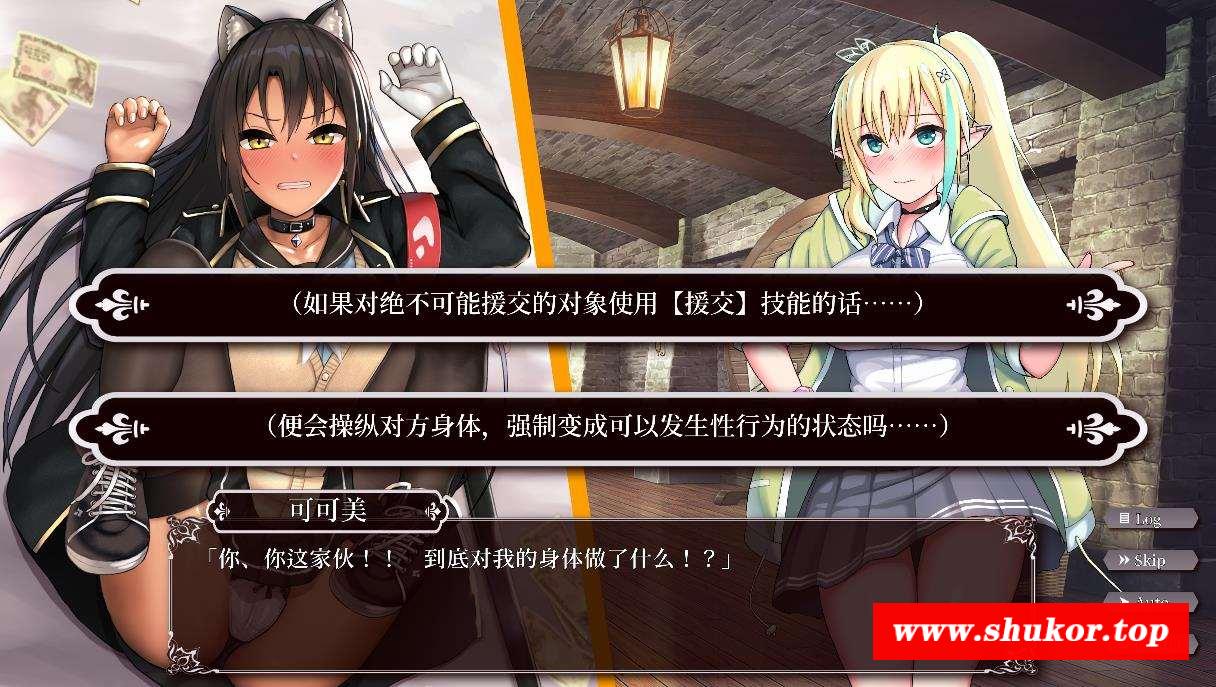 （如果对绝不可能援交的对象使用【援交】技能的话……）
（便会操纵对方身体，强制变成可以发生性行为的状态吗……）
可可美
「你、你这家伙！！　到底对我的身体做了什么！？」
Log
Skip
Auto
www.shukor.top